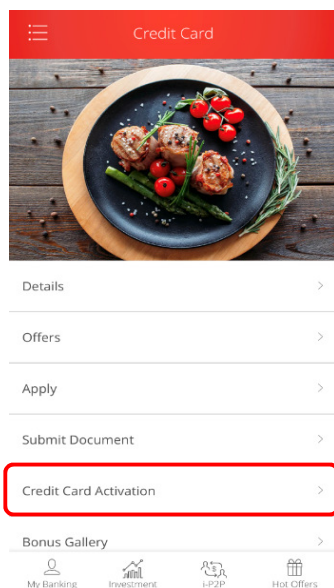 Credit Card
Details
Offers
Apply
Submit Document
Credit Card Activation
Bonus Gallery
My Banking Investment i-P2P Hot Offers